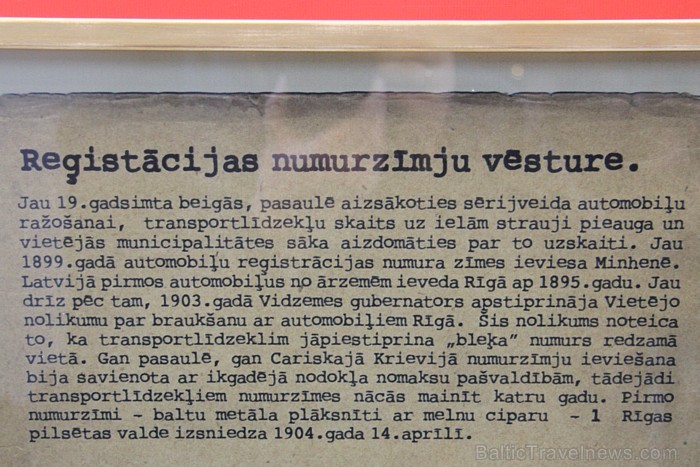 Reģistācijas numurzīmju vēsture.
Jau 19.gadsimta beigās, pasaulē aizsākoties sērijveida automobiļu
ražošanai, transportlīdzekļu skaits uz ielām strauji pieauga un
vietējās municipalitātes sāka aizdomāties par to uzskaiti. Jau
1899.gadā automobiļu reģistrācijas numura zīmes ieviesa Minhenē.
Latvijā pirmos automobiļus no ārzemēm ieveda Rīgā ap 1895.gadu. Jau
drīz pēc tam, 1903.gadā Vidzemes gubernators apstiprināja Vietējo
nolikumu par braukšanu ar automobiļiem Rīgā. Šis nolikums noteica
to, ka transportlīdzeklim jāpiestiprina „bleķa” numurs redzamā
vietā. Gan pasaulē, gan Cariskajā Krievijā numurzīmju ieviešana
bija savienota ar ikgadējā nodokļa nomaksu pašvaldībām, tādejādi
transportlīdzekļiem numurzīmes nācās mainīt katru gadu. Pirmo
numurzīmi - baltu metāla plāksnīti ar melnu ciparu - 1 Rīgas
pilsētas valde izsniedza 1904.gada 14.aprīlī.
BalticTravelnews.com